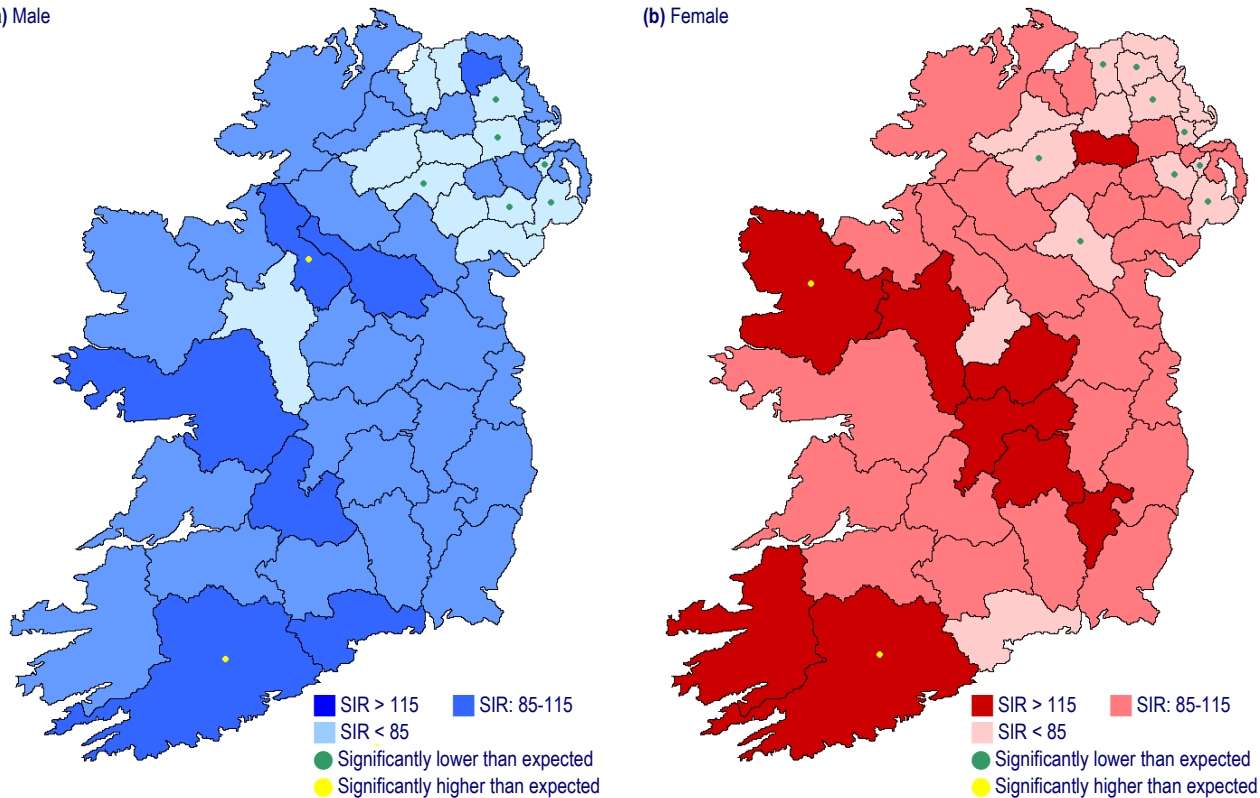 ) Male
(b) Female
SIR > 115
SIR: 85-115
SIR < 85
Significantly lower than expected
Significantly higher than expected
SIR > 115
SIR: 85-115
SIR < 85
Significantly lower than expected
Significantly higher than expected